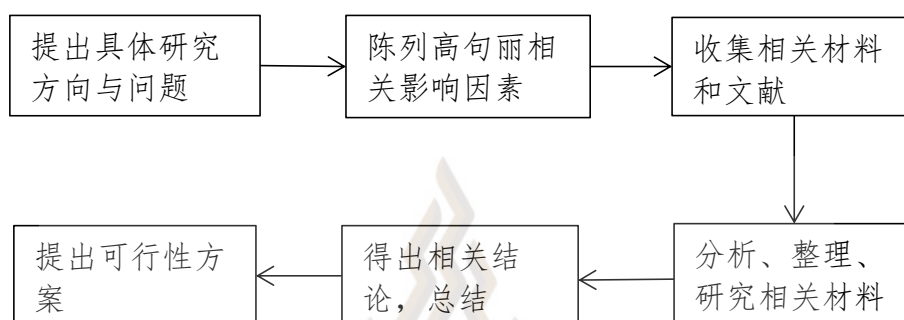 提出具体研究
方向与问题
陈列高句丽相
关影响因素
收集相关材料
和文献
分析、整理、
研究相关材料
得出相关结
论，总结
提出可行性方
案